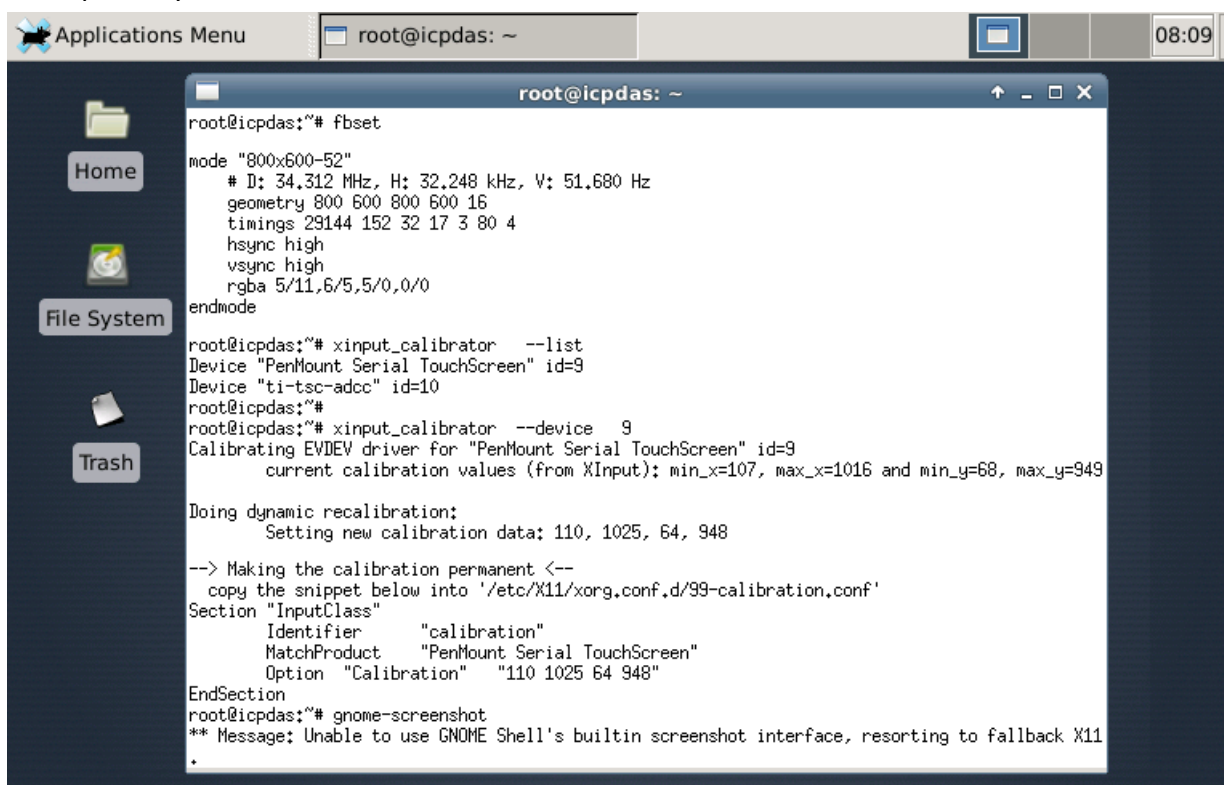 Applications Menu
root@icpdas: ~
08:09
Home
File System
Trash
root@icpdas: ~
root@icpdas:~# fbset
mode "800x600-52"
# D: 34.312 MHz, H: 32.248 kHz, V: 51.680 Hz
geometry 800 600 800 600 16
timings 29144 152 32 17 3 80 4
hsync high
vsync high
rgba 5/11,6/5,5/0,0/0
endmode
root@icpdas:~# xinput_calibrator   --list
Device "PenMount Serial TouchScreen" id=9
Device "ti-tsc-adcc" id=10
root@icpdas:~#
root@icpdas:~# xinput_calibrator   --device   9
Calibrating EVDEV driver for "PenMount Serial TouchScreen" id=9
current calibration values (from XInput): min_x=107, max_x=1016 and min_y=68, max_y=949
Doing dynamic recalibration:
Setting new calibration data: 110, 1025, 64, 948
--> Making the calibration permanent <--
copy the snippet below into '/etc/X11/xorg.conf.d/99-calibration.conf'
Section "InputClass"
Identifier "calibration"
MatchProduct "PenMount Serial TouchScreen"
Option "Calibration" "110 1025 64 948"
EndSection
root@icpdas:~# gnome-screenshot
** Message: Unable to use GNOME Shell's builtin screenshot interface, resorting to fallback X11
.